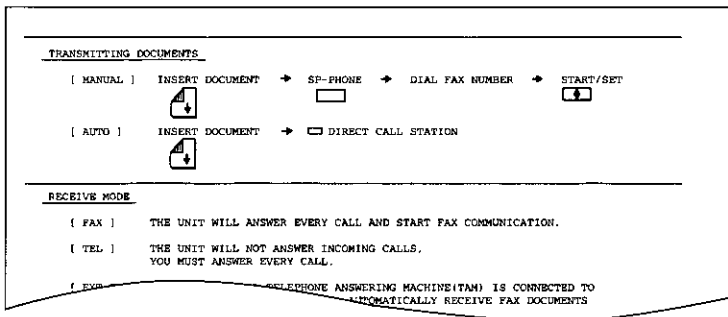 TRANSMITTING DOCUMENTS
[ MANUAL ] INSERT DOCUMENT → SP-PHONE → DIAL FAX NUMBER → START/SET
[ AUTO ] INSERT DOCUMENT → DIRECT CALL STATION
RECEIVE MODE
[ FAX ] THE UNIT WILL ANSWER EVERY CALL AND START FAX COMMUNICATION.
[ TEL ] THE UNIT WILL NOT ANSWER INCOMING CALLS,
YOU MUST ANSWER EVERY CALL.
TELEPHONE ANSWERING MACHINE(TAM) IS CONNECTED TO
AUTOMATICALLY RECEIVE FAX DOCUMENTS